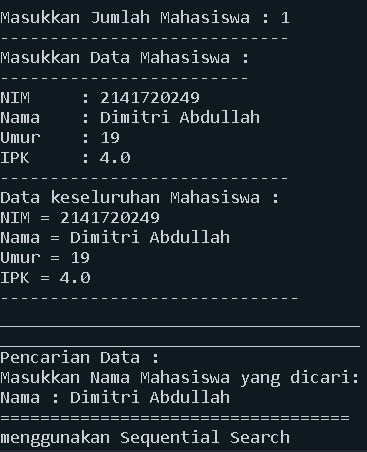 Masukkan Jumlah Mahasiswa : 1
-----------------------------
Masukkan Data Mahasiswa :
-------------------------
NIM     : 2141720249
Nama    : Dimitri Abdullah
Umur    : 19
IPK     : 4.0
-----------------------------
Data keseluruhan Mahasiswa :
NIM = 2141720249
Nama = Dimitri Abdullah
Umur = 19
IPK = 4.0
------------------------------
____________________________________
____________________________________
Pencarian Data :
Masukkan Nama Mahasiswa yang dicari:
Nama : Dimitri Abdullah
===================================
menggunakan Sequential Search